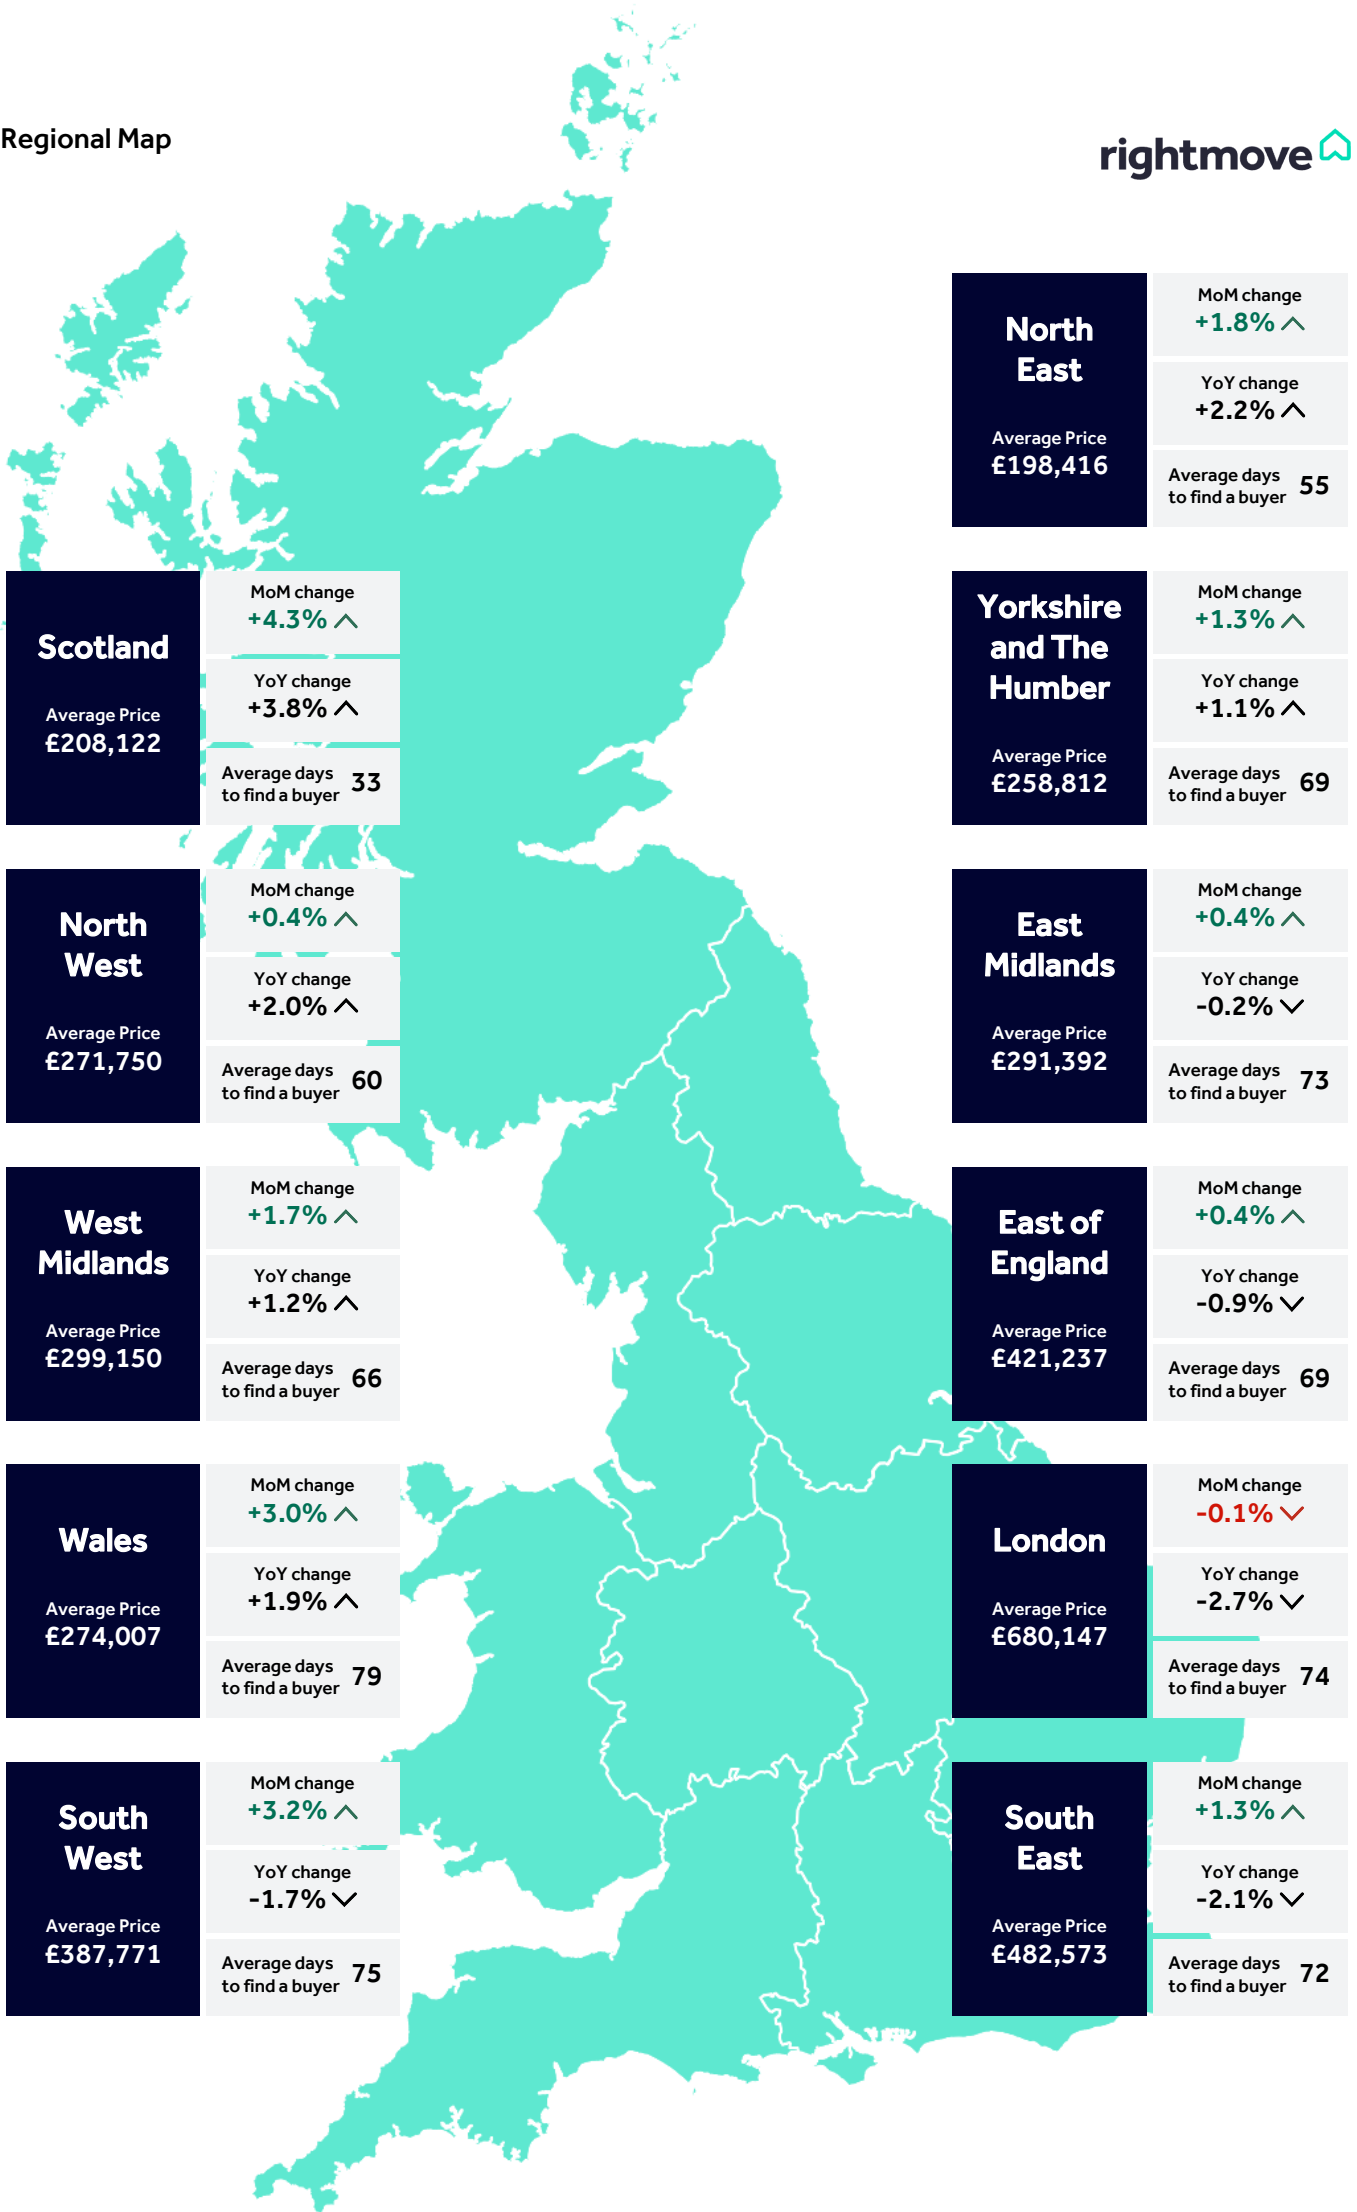 Regional Map
rightmove
North
East
Average Price
£198,416
MoM change
+1.8%
YoY change
+2.2%
Average days
to find a buyer
55
Scotland
Average Price
£208,122
MoM change
+4.3%
YoY change
+3.8%
Average days
to find a buyer
33
Yorkshire
and The
Humber
Average Price
£258,812
MoM change
+1.3%
YoY change
+1.1%
Average days
to find a buyer
69
North
West
Average Price
£271,750
MoM change
+0.4%
YoY change
+2.0%
Average days
to find a buyer
60
East
Midlands
Average Price
£291,392
MoM change
+0.4%
YoY change
-0.2%
Average days
to find a buyer
73
West
Midlands
Average Price
£299,150
MoM change
+1.7%
YoY change
+1.2%
Average days
to find a buyer
66
East of
England
Average Price
£421,237
MoM change
+0.4%
YoY change
-0.9%
Average days
to find a buyer
69
Wales
Average Price
£274,007
MoM change
+3.0%
YoY change
+1.9%
Average days
to find a buyer
79
London
Average Price
£680,147
MoM change
-0.1%
YoY change
-2.7%
Average days
to find a buyer
74
South
West
Average Price
£387,771
MoM change
+3.2%
YoY change
-1.7%
Average days
to find a buyer
75
South
East
Average Price
£482,573
MoM change
+1.3%
YoY change
-2.1%
Average days
to find a buyer
72